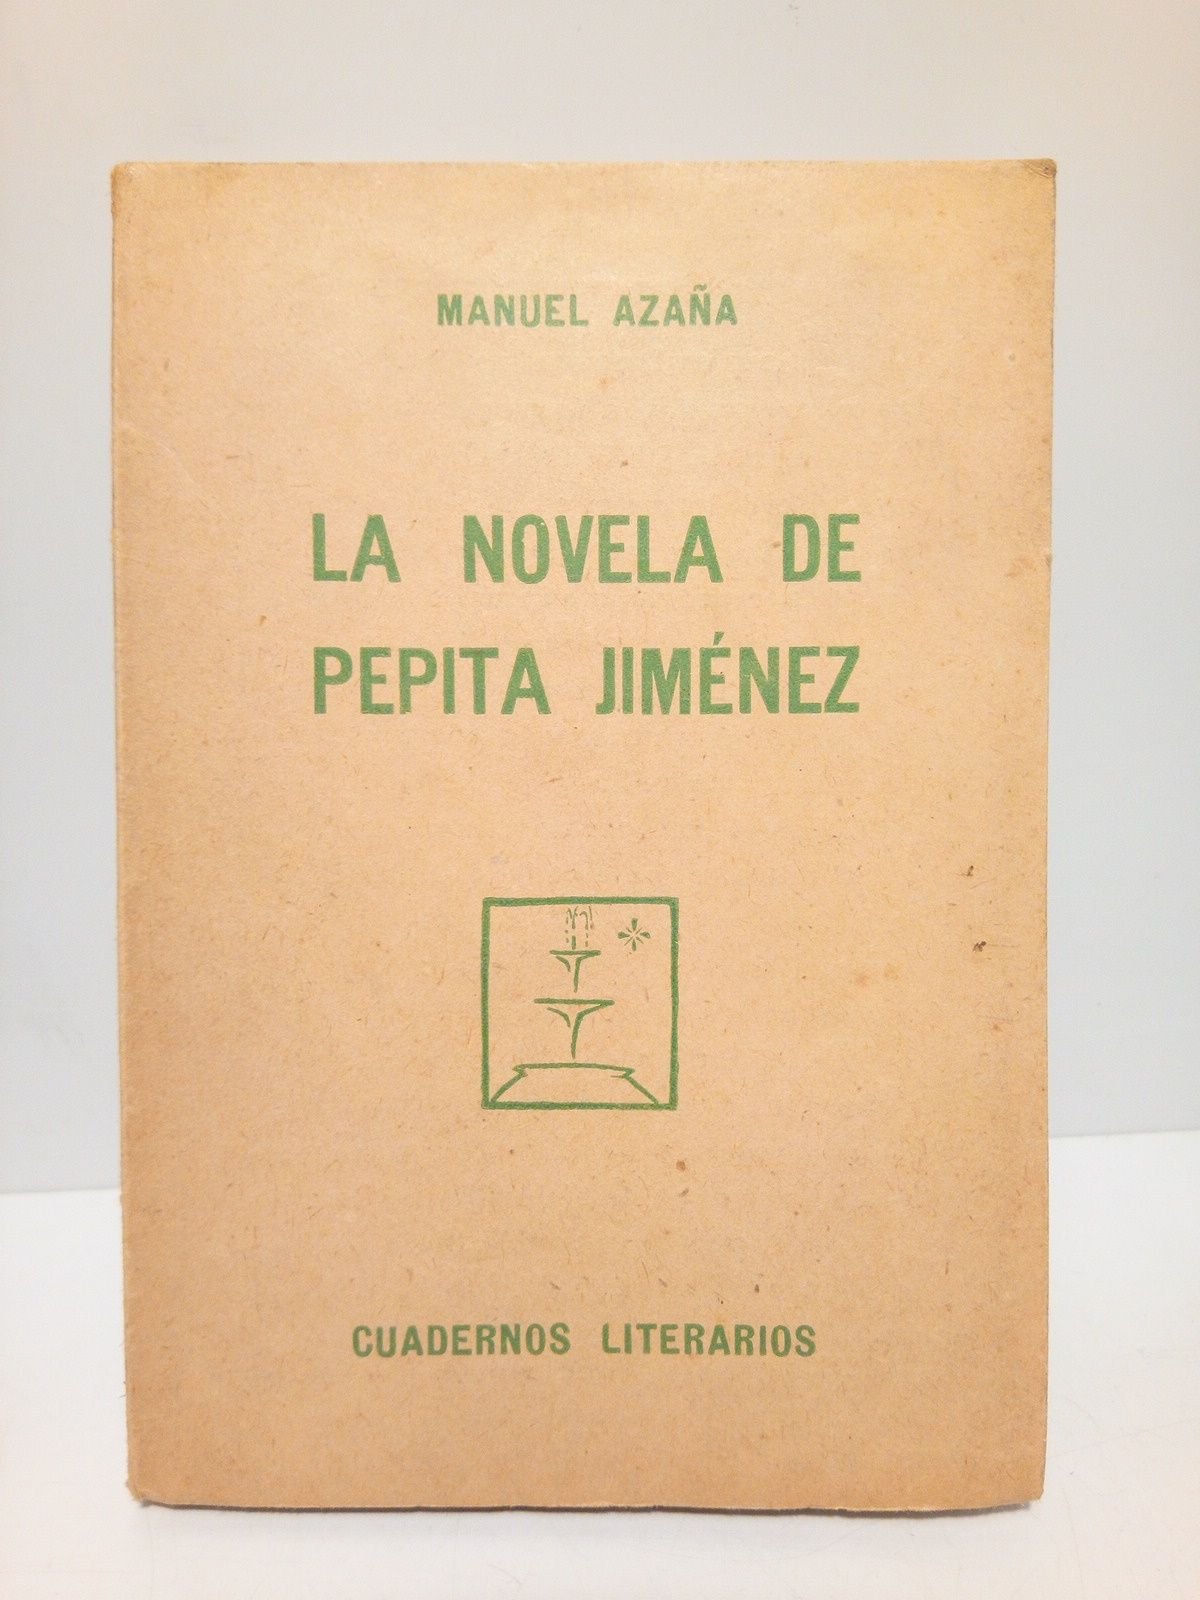 MANUEL AZAÑA
LA NOVELA DE
PEPITA JIMÉNEZ
CUADERNOS LITERARIOS